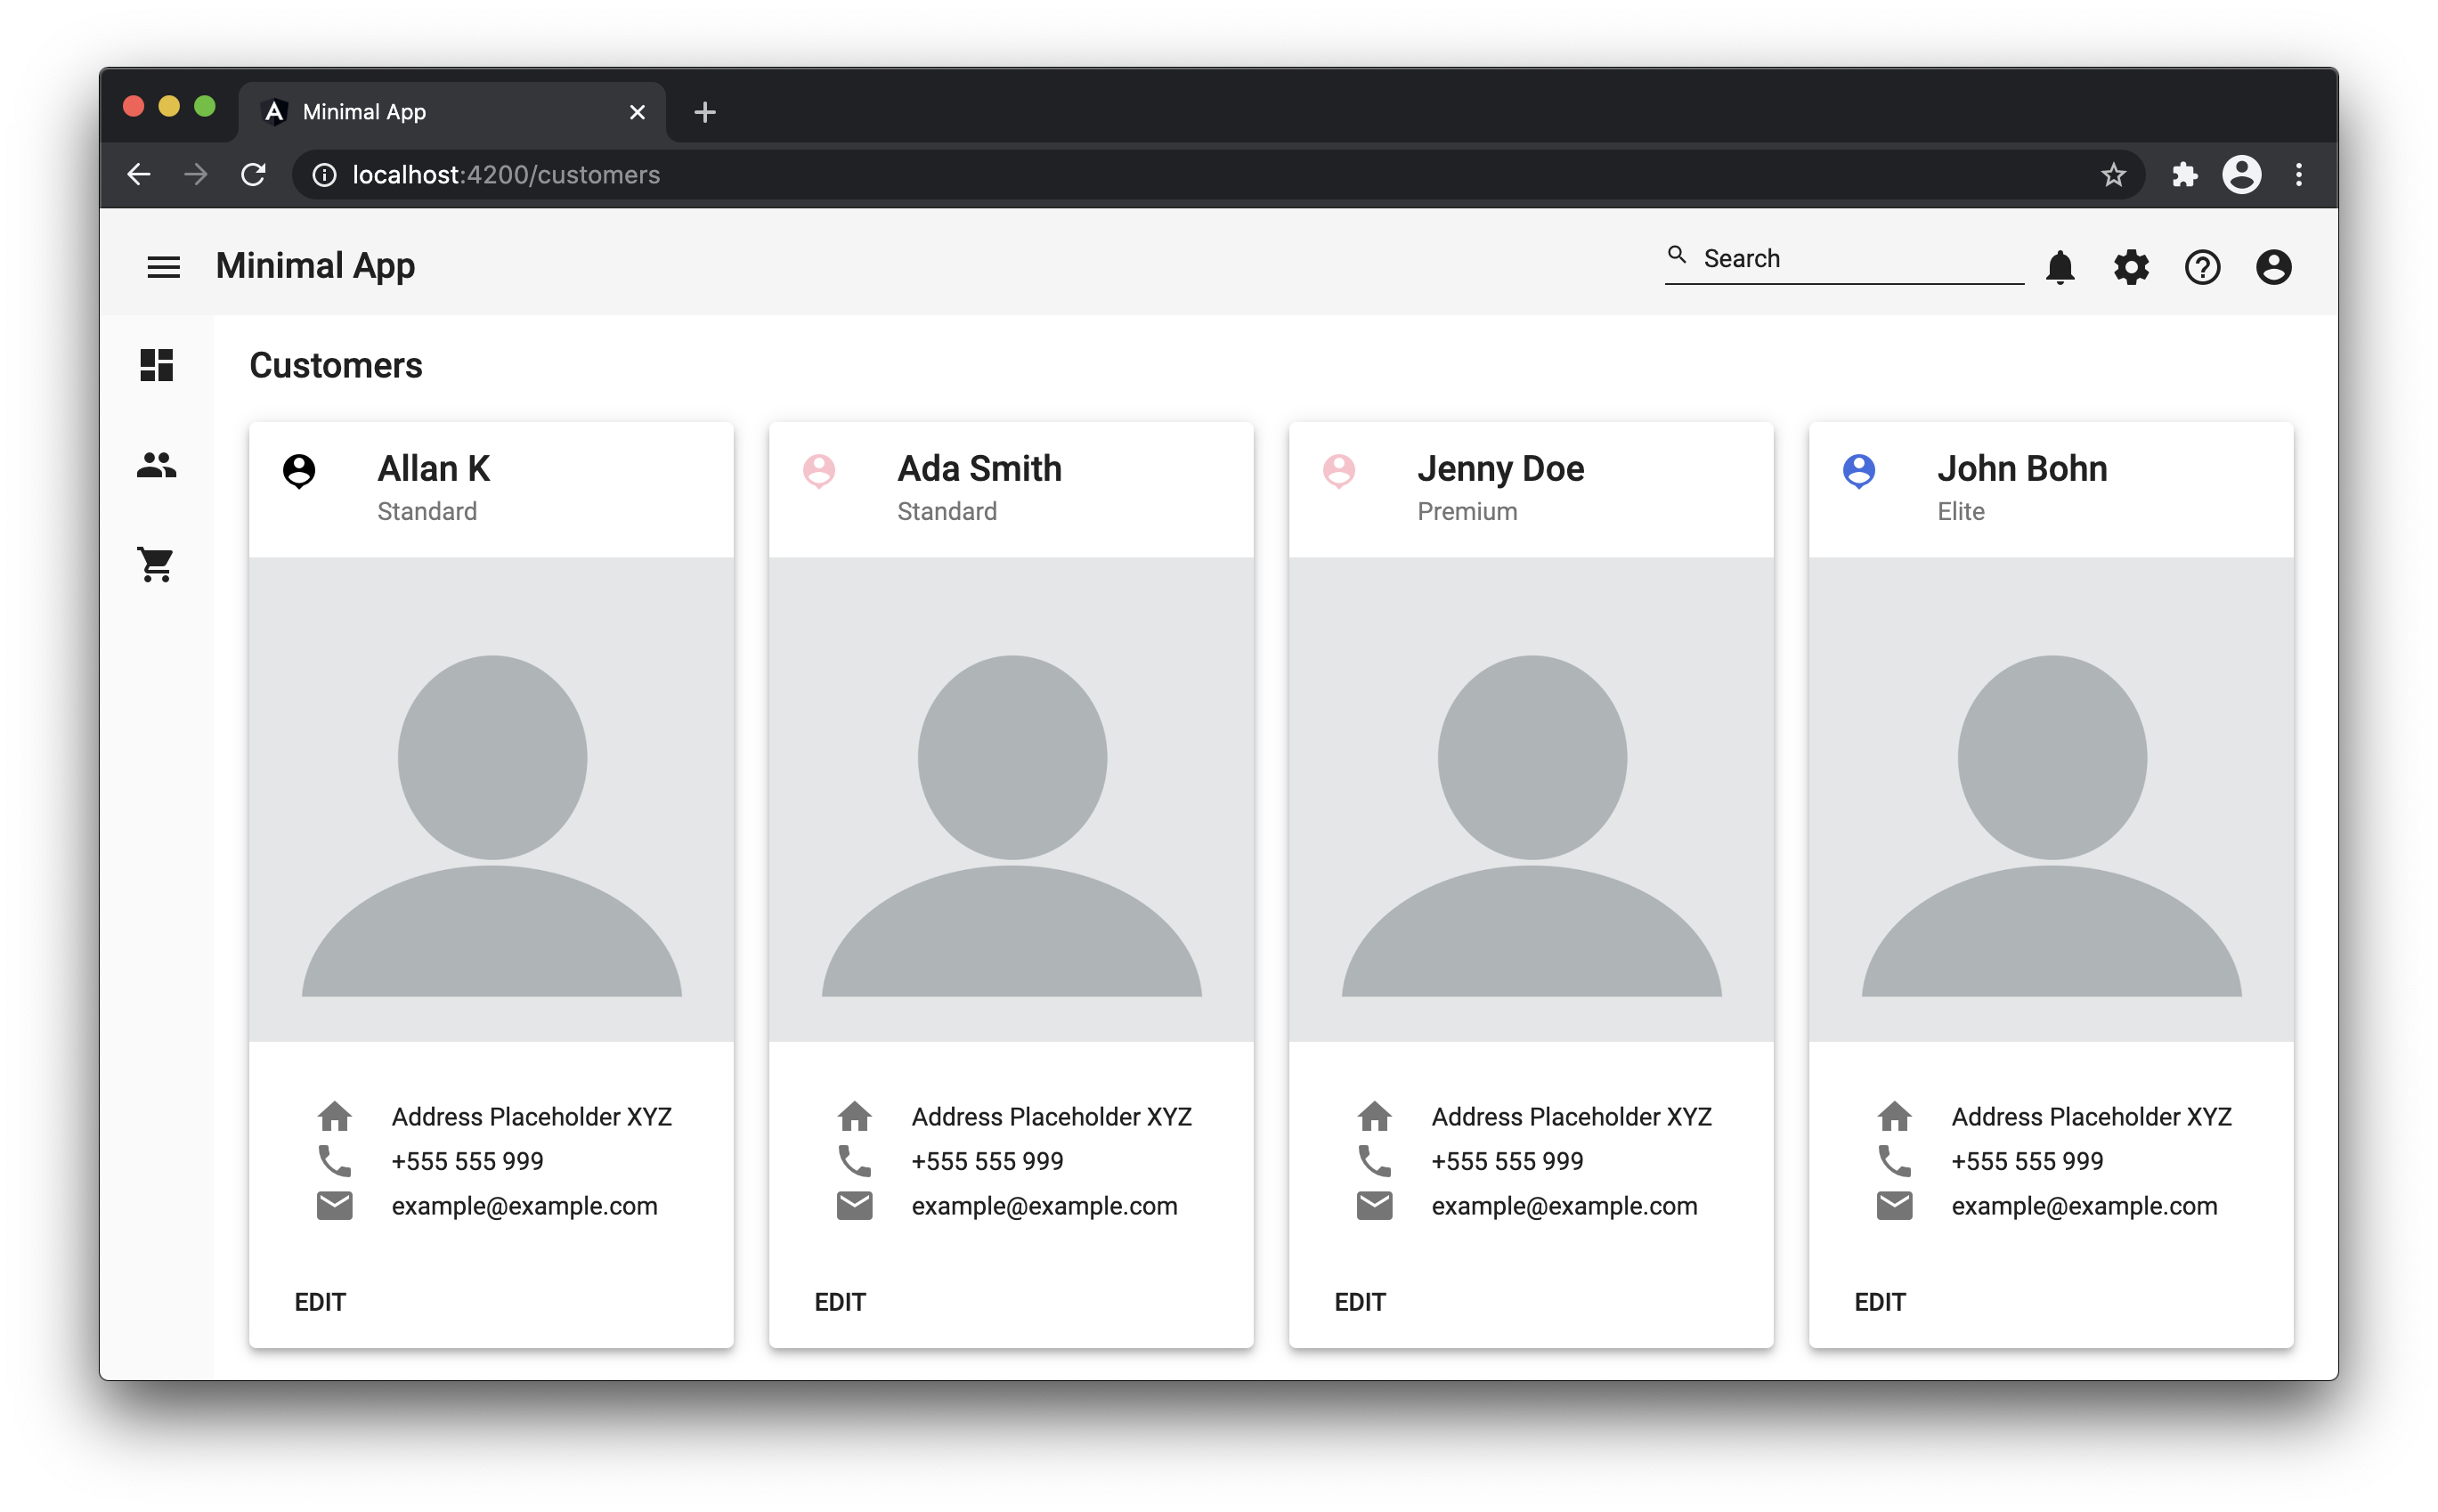 Minimal App
localhost:4200/customers
Minimal App
Search
Customers
Allan K
Standard
Address Placeholder XYZ
+555 555 999
example@example.com
EDIT
Ada Smith
Standard
Address Placeholder XYZ
+555 555 999
example@example.com
EDIT
Jenny Doe
Premium
Address Placeholder XYZ
+555 555 999
example@example.com
EDIT
John Bohn
Elite
Address Placeholder XYZ
+555 555 999
example@example.com
EDIT